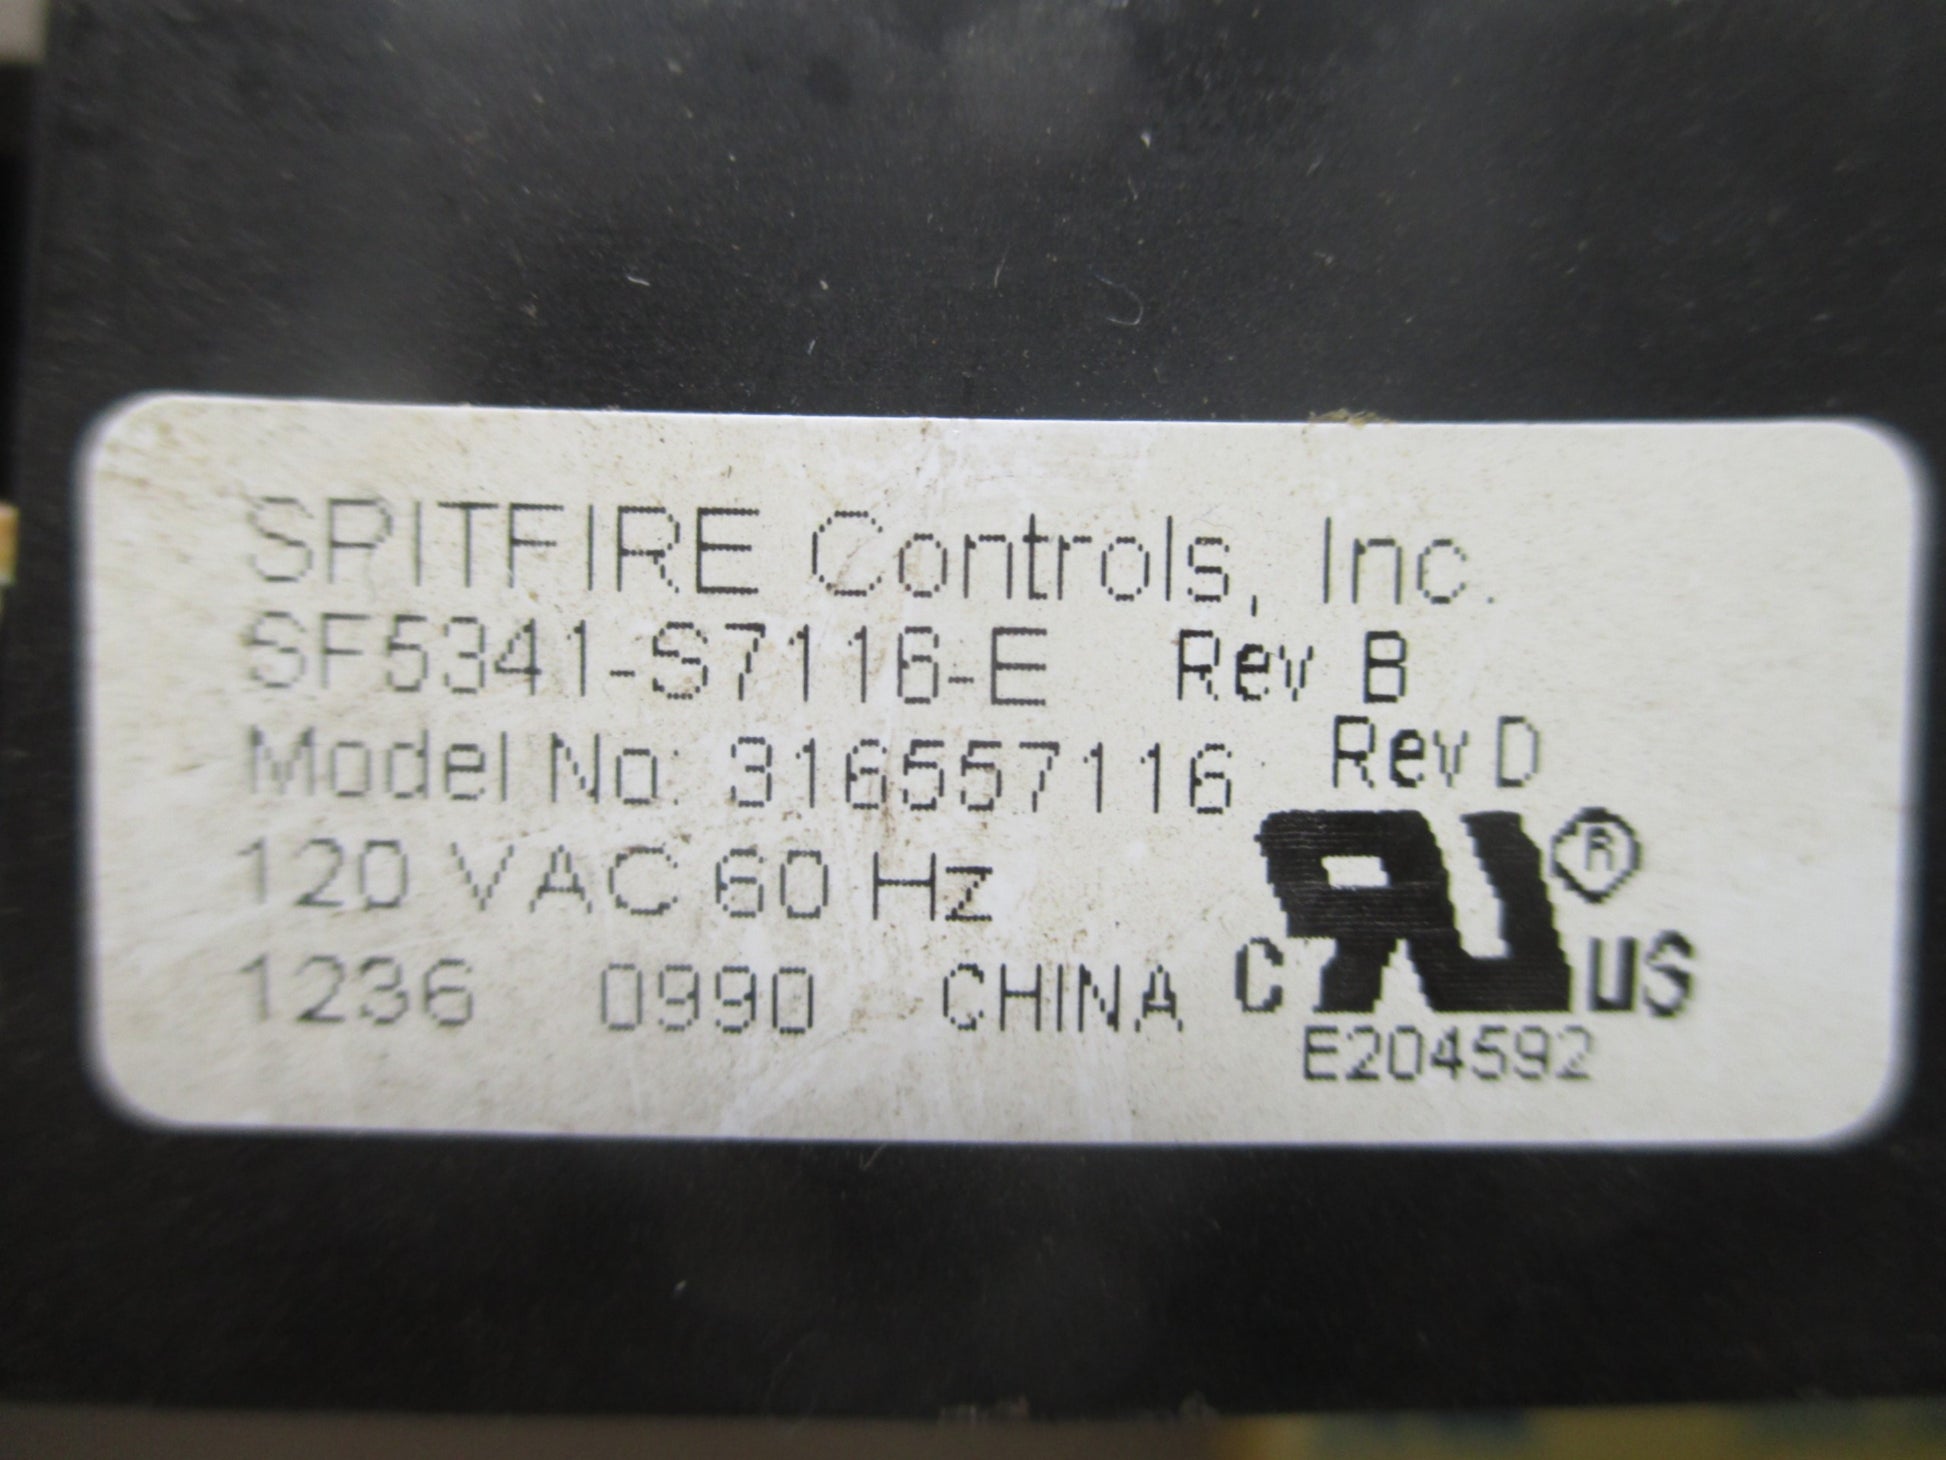 SPITFIRE Controls, Inc.
SF5341-S7116-E Rev B
Model No: 316557116 Rev D
120 VAC 60 Hz
1236 0990 CHINA
C RU ® US
E204592